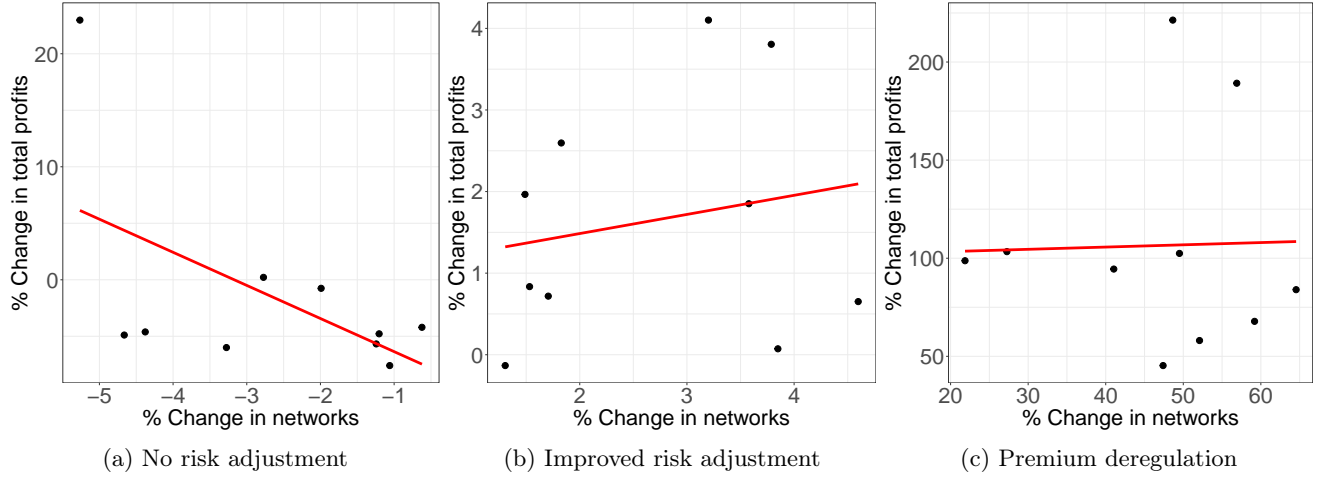 % Change in total profits
20
10
0
−5
−4
−3
−2
−1
% Change in networks
(a) No risk adjustment
% Change in total profits
4
3
2
1
0
2
3
4
% Change in networks
(b) Improved risk adjustment
% Change in total profits
200
150
100
50
20
30
40
50
60
% Change in networks
(c) Premium deregulation